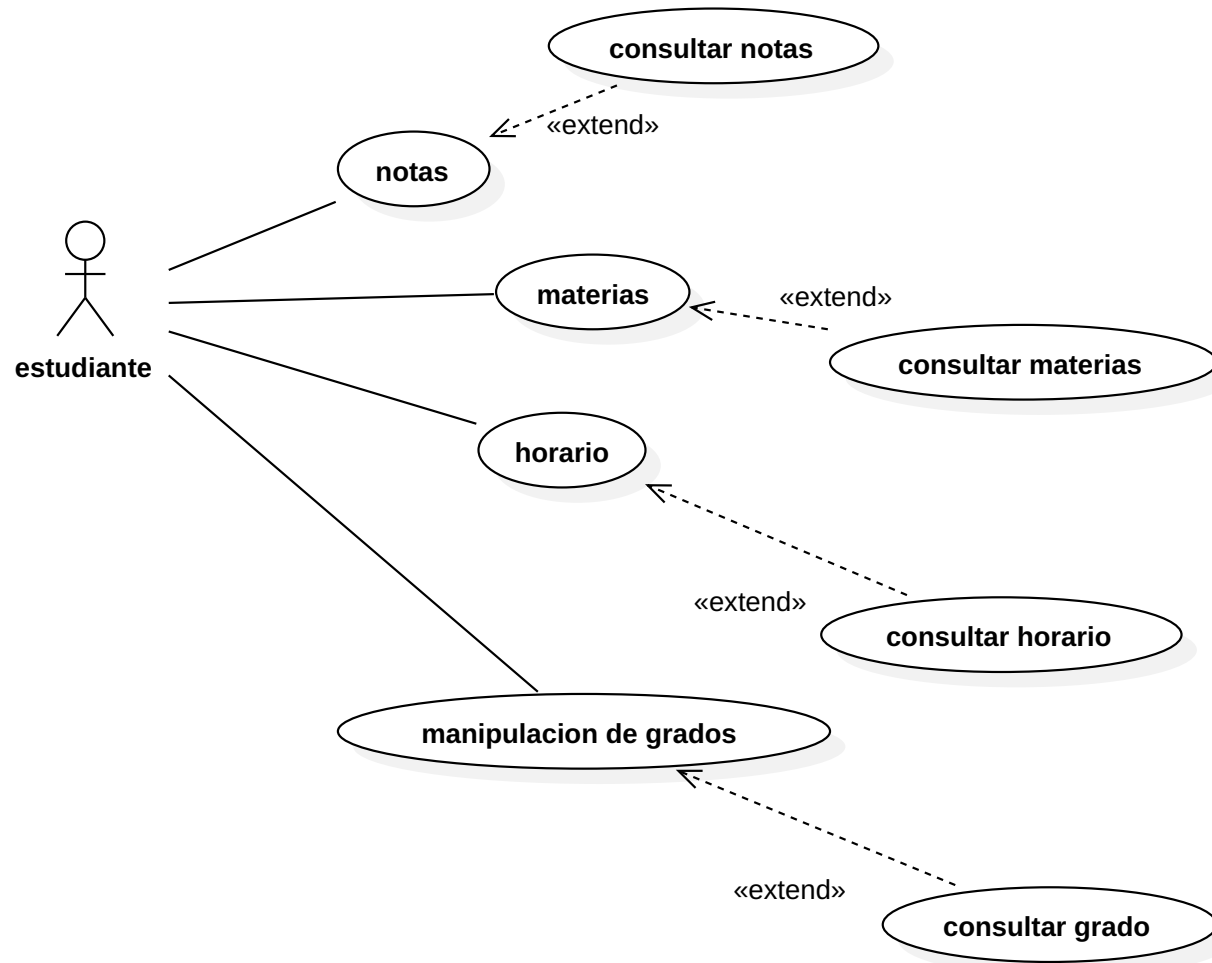 consultar notas
«extend»
notas
materias
«extend»
consultar materias
estudiante
horario
«extend»
consultar horario
manipulacion de grados
«extend»
consultar grado